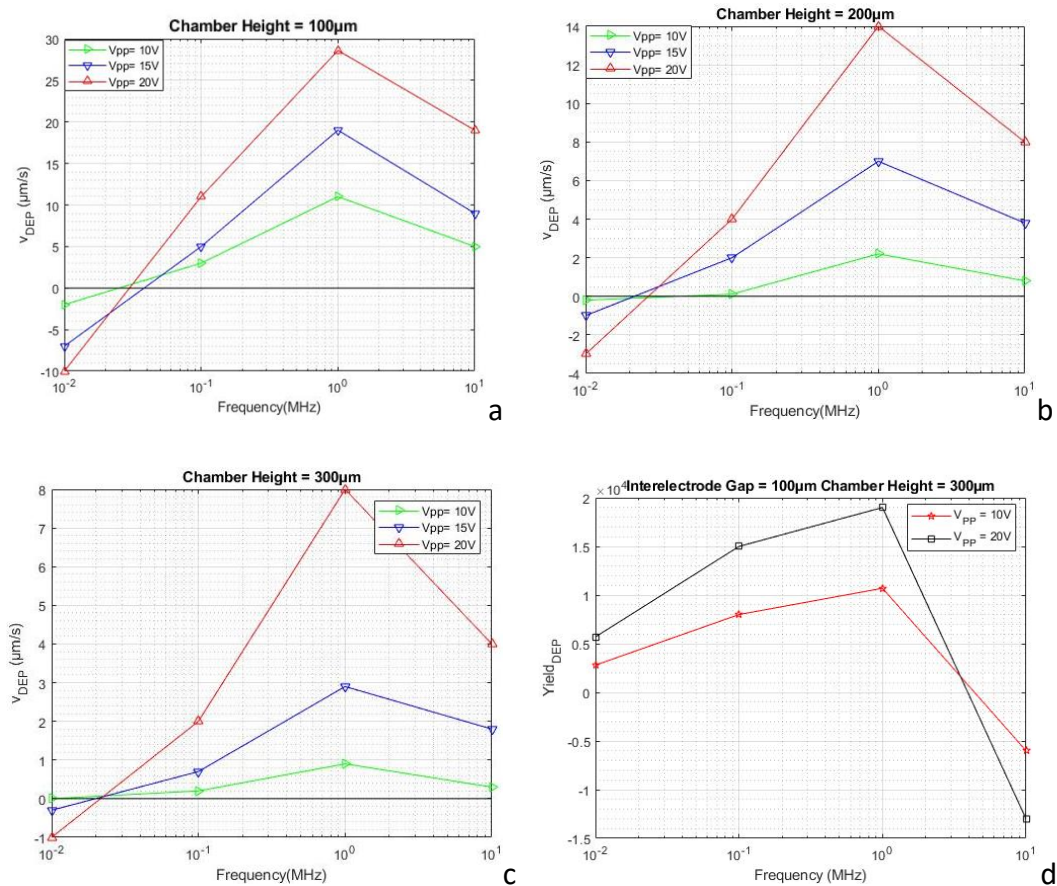 Chamber Height = 100μm
Vpp= 10V
Vpp= 15V
Vpp= 20V
30
25
20
15
10
5
0
-5
-10
v_DEP (μm/s)
10^-2
10^-1
10^0
10^1
Frequency(MHz)
a
Chamber Height = 200μm
Vpp= 10V
Vpp= 15V
Vpp= 20V
14
12
10
8
6
4
2
0
-2
-4
v_DEP (μm/s)
10^-2
10^-1
10^0
10^1
Frequency(MHz)
b
Chamber Height = 300μm
Vpp= 10V
Vpp= 15V
Vpp= 20V
8
7
6
5
4
3
2
1
0
-1
v_DEP (μm/s)
10^-2
10^-1
10^0
10^1
Frequency(MHz)
c
×10^4
Interelectrode Gap = 100μm Chamber Height = 300μm
V_PP = 10V
V_PP = 20V
2
1.5
1
0.5
0
-0.5
-1
-1.5
Yield_DEP
10^-2
10^-1
10^0
10^1
Frequency (MHz)
d